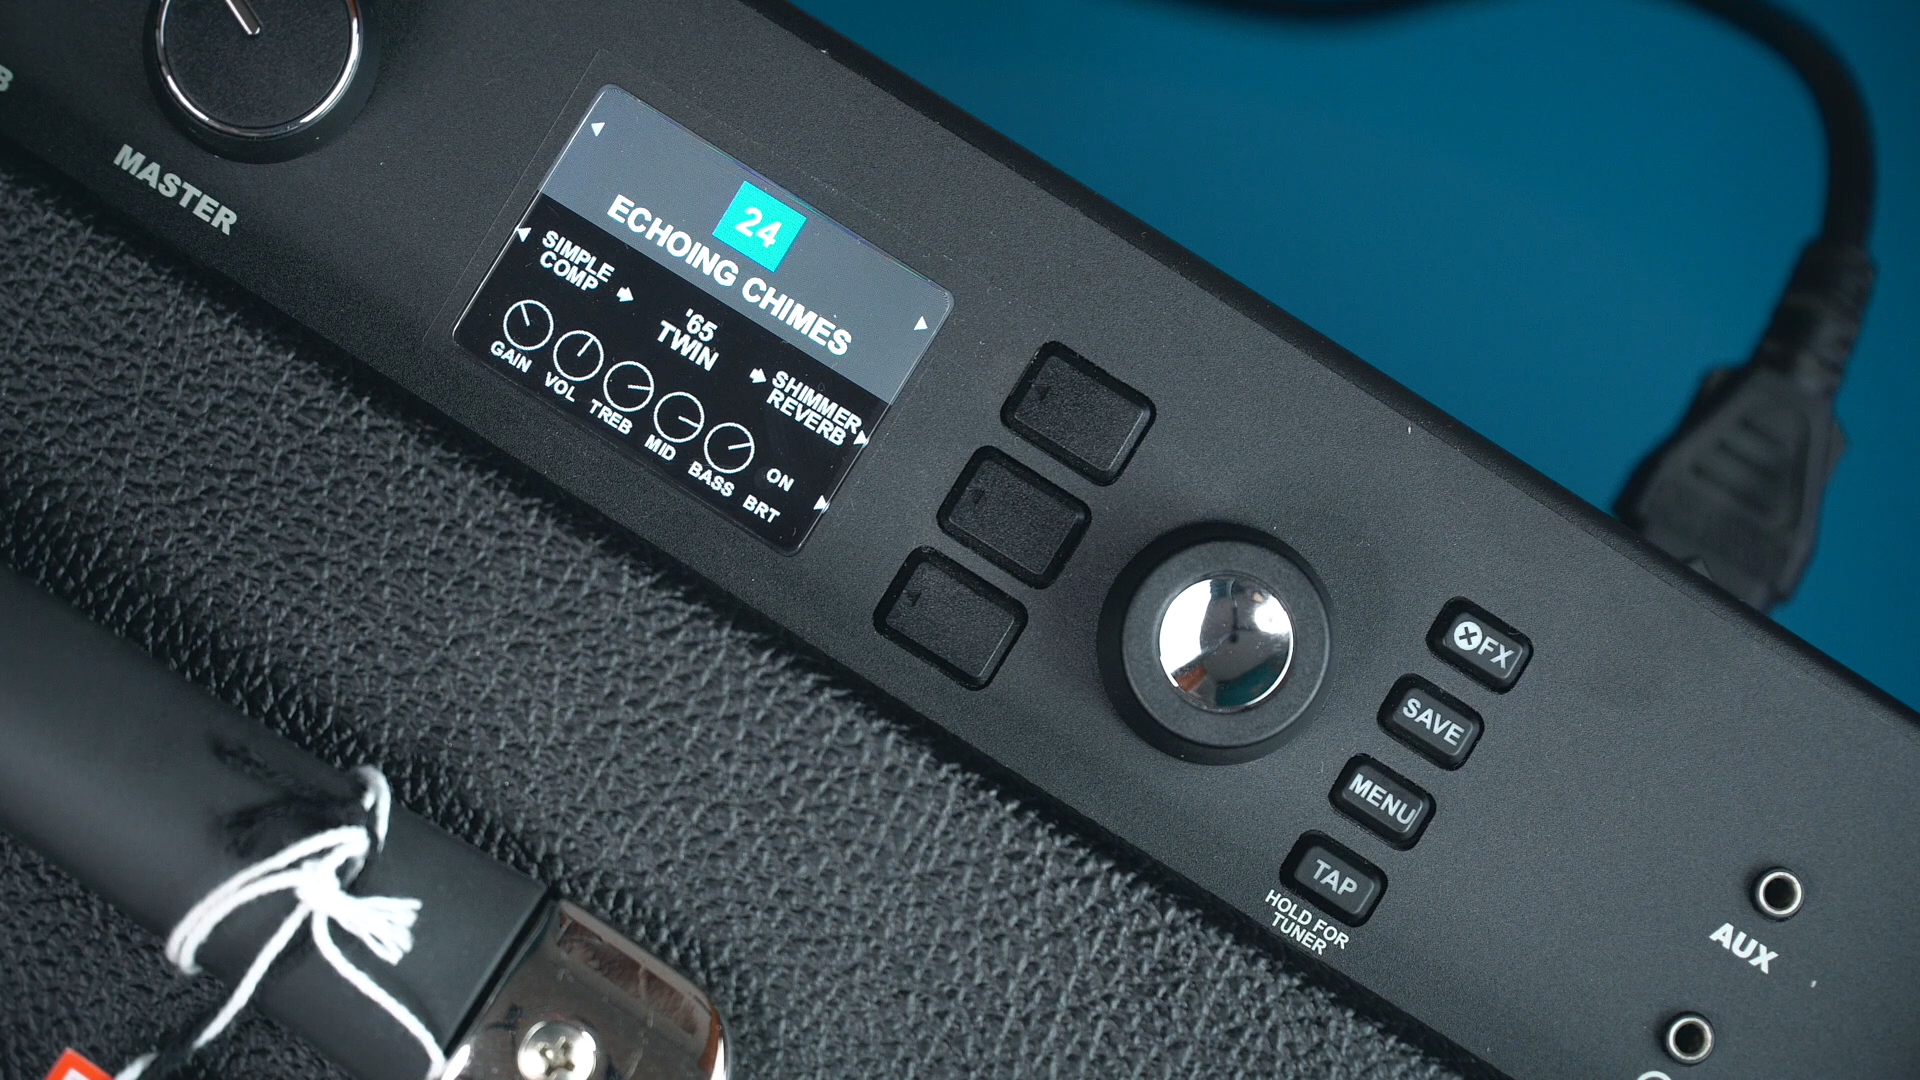 MASTER
24
ECHOING CHIMES
SIMPLE
COMP
'65
TWIN
SHIMMER
REVERB
GAIN
VOL
TREB
MID
BASS
ON
BRT
FX
SAVE
MENU
TAP
HOLD FOR
TUNER
AUX